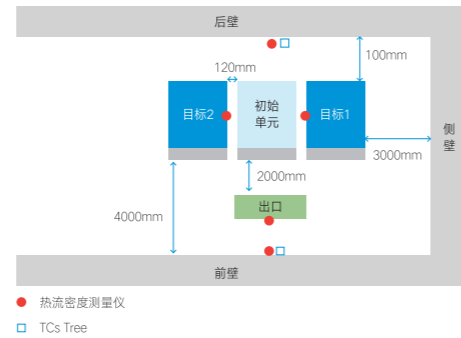 后壁
100mm
120mm
目标2
初始
单元
目标1
侧
壁
3000mm
2000mm
出口
4000mm
前壁
热流密度测量仪
TCs Tree